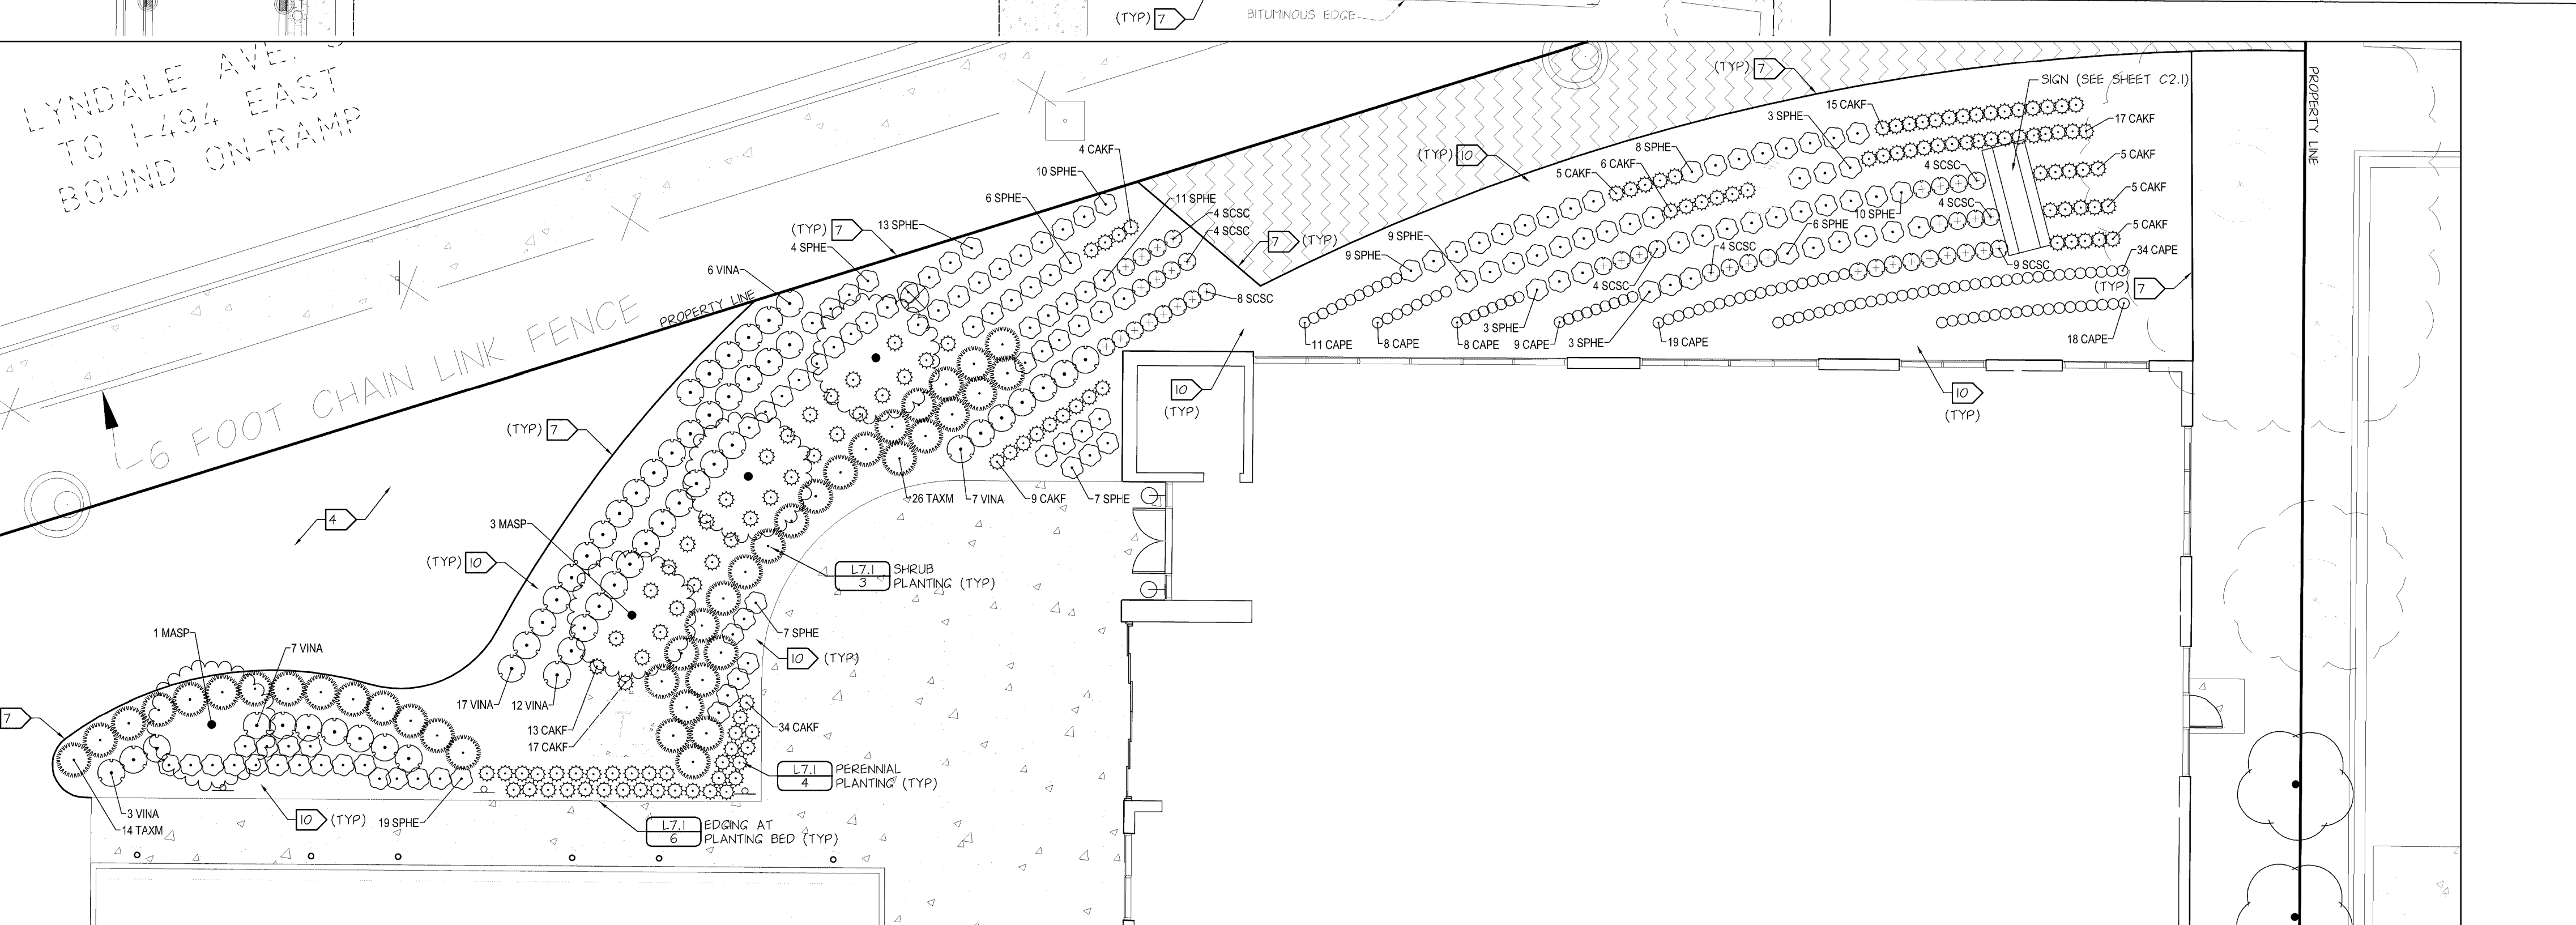 (TYP) 7
BITUMINOUS EDGE
LYNDALE AVE. S
TO I-494 EAST
BOUND ON-RAMP
6 FOOT CHAIN LINK FENCE
PROPERTY LINE
(TYP) 7
SIGN (SEE SHEET C2.1)
PROPERTY LINE
15 CAKF
3 SPHE
17 CAKF
4 CAKF
(TYP) 10
8 SPHE
6 CAKF
5 CAKF
4 SCSC
5 CAKF
10 SPHE
6 SPHE
11 SPHE
5 CAKF
4 SCSC
4 SCSC
4 SCSC
10 SPHE
(TYP) 7
13 SPHE
4 SPHE
7 (TYP)
9 SPHE
9 SPHE
6 SPHE
4 SCSC
5 CAKF
34 CAPE
6 VINA
9 SCSC
4 SCSC
(TYP) 7
8 SCSC
3 SPHE
11 CAPE
8 CAPE
8 CAPE
9 CAPE
3 SPHE
19 CAPE
18 CAPE
10
(TYP)
10
(TYP)
(TYP) 7
4
26 TAXM
7 VINA
9 CAKF
7 SPHE
3 MASP
(TYP) 10
L7.1
3
SHRUB
PLANTING (TYP)
1 MASP
7 VINA
7 SPHE
10 (TYP)
7
17 VINA
12 VINA
13 CAKF
17 CAKF
34 CAKF
L7.1
4
PERENNIAL
PLANTING (TYP)
3 VINA
14 TAXM
10 (TYP)
19 SPHE
L7.1
6
EDGING AT
PLANTING BED (TYP)